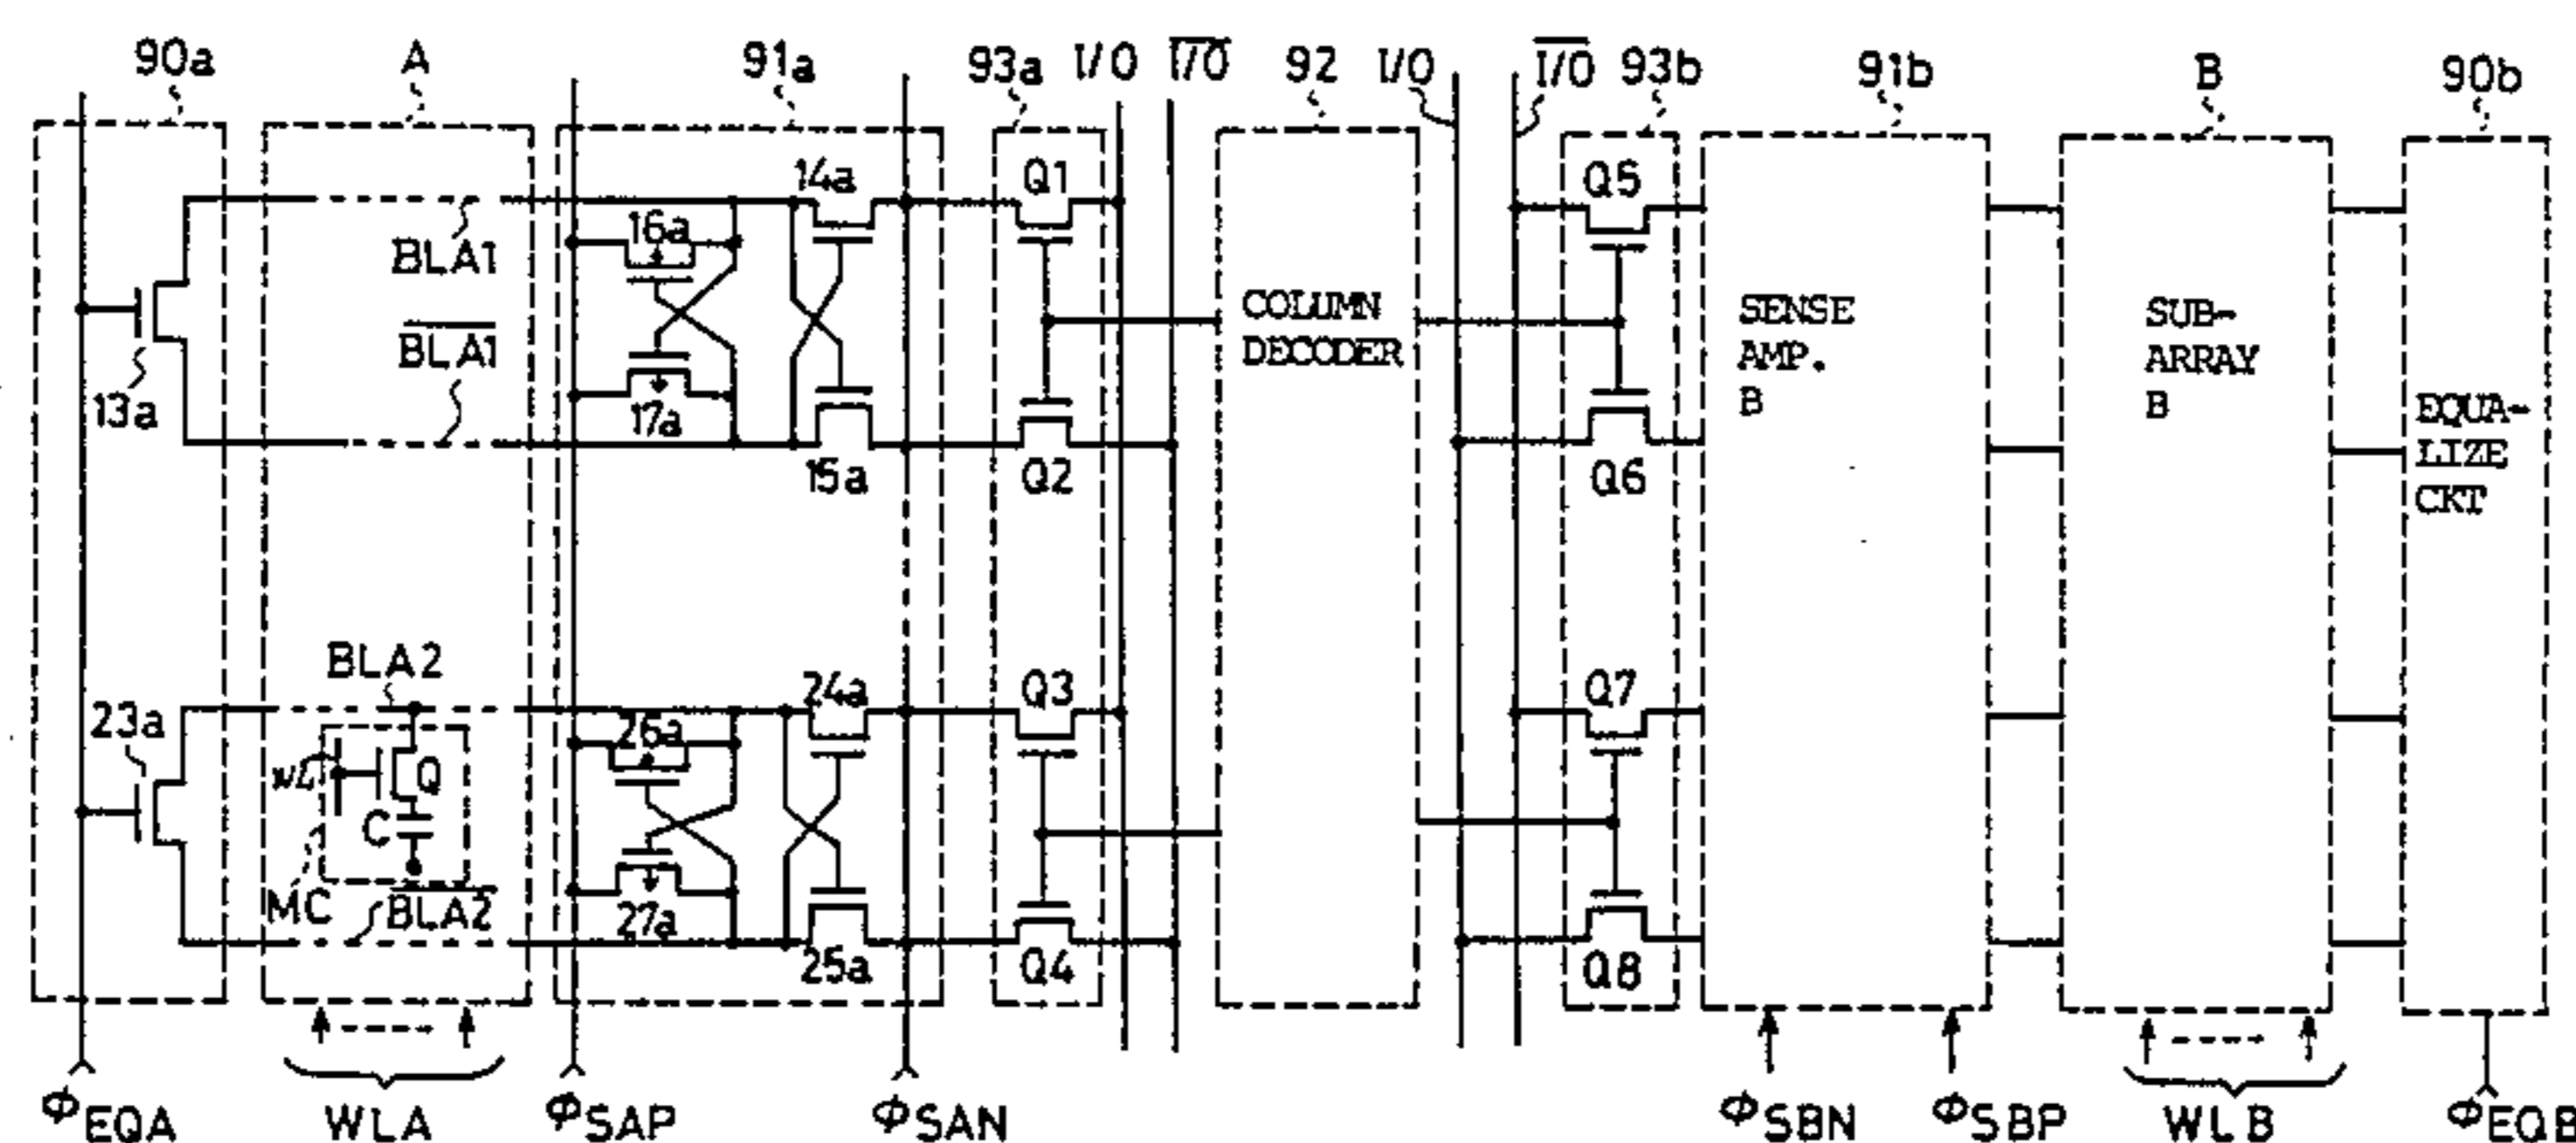 90a A 91a 93a I/O I/O 92 I/O I/O 93b 91b B 90b
14a Q1 Q5
16a
BLA1
COLUMN DECODER
SENSE AMP. B
SUB-ARRAY B
BLA1
13a 17a
EQUA-LIZE CKT
15a Q2 Q6
BLA2 24a Q3 Q7
23a 26a
WL Q
C
MC BLA2 27a 25a Q4 Q8
ΦEQA WLA ΦSAP ΦSAN ΦSBN ΦSBP WLB ΦEQB